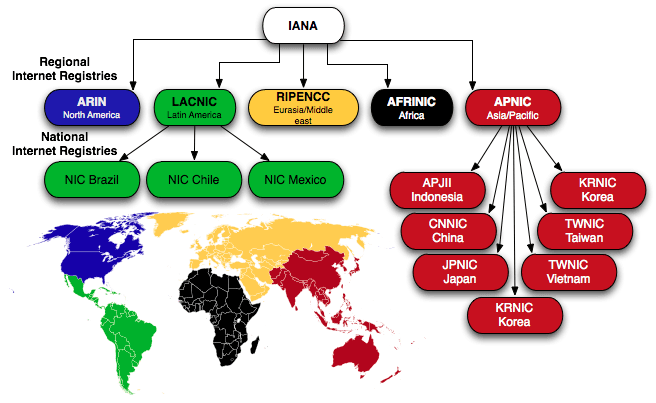 IANA
Regional
Internet Registries
ARIN
North America
LACNIC
Latin America
RIPENCC
Eurasia/Middle
east
AFRINIC
Africa
APNIC
Asia/Pacific
National
Internet Registries
NIC Brazil
NIC Chile
NIC Mexico
APJII
Indonesia
KRNIC
Korea
CNNIC
China
TWNIC
Taiwan
JPNIC
Japan
TWNIC
Vietnam
KRNIC
Korea